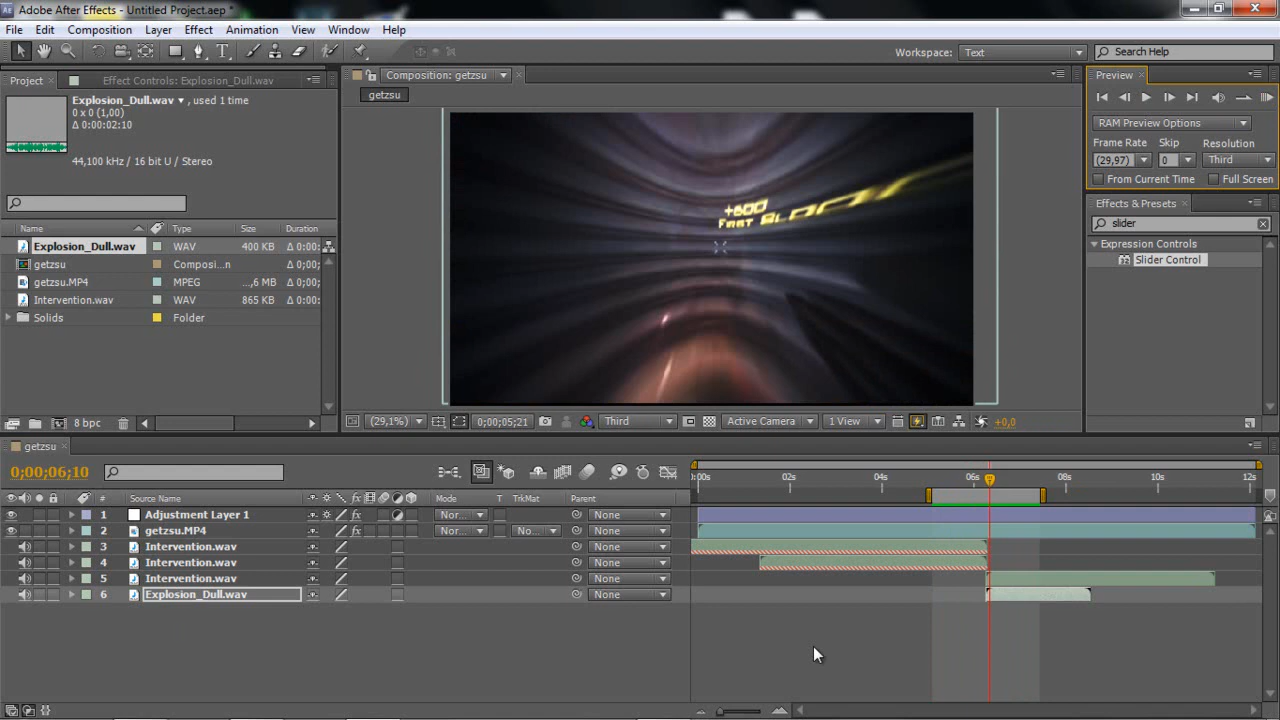 Adobe After Effects - Untitled Project.aep *
File Edit Composition Layer Effect Animation View Window Help
Workspace: Text Search Help
Project Effect Controls: Explosion_Dull.wav
Explosion_Dull.wav , used 1 time
0 x 0 (1,00)
Δ 0:00:02:10
44,100 kHz / 16 bit U / Stereo
Name Type Size Duration
Explosion_Dull.wav WAV 400 KB Δ 0:00:
getzsu Composi...n Δ 0;00;
getzsu.MP4 MPEG ...,6 MB Δ 0:00:
Intervention.wav WAV 865 KB Δ 0:00:
Solids Folder
8 bpc
Composition: getzsu
getzsu
+600
First Blood
(29,1%) 0;00;05;21 Third Active Camera 1 View +0,0
Preview
RAM Preview Options
Frame Rate Skip Resolution
(29,97) 0 Third
From Current Time Full Screen
Effects & Presets
slider
Expression Controls
Slider Control
getzsu
0;00;06;10
# Source Name Mode T TrkMat Parent
1 Adjustment Layer 1 Nor... None
2 getzsu.MP4 Nor... No... None
3 Intervention.wav None
4 Intervention.wav None
5 Intervention.wav None
6 Explosion_Dull.wav None
:00s 02s 04s 06s 08s 10s 12s